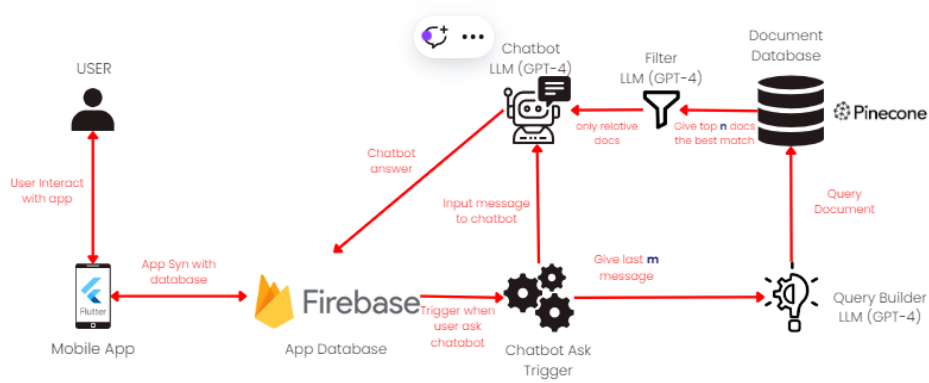 USER
Chatbot
LLM (GPT-4)
Filter
LLM (GPT-4)
Document
Database
Pinecone
only relative
docs
Give top n docs
the best match
Chatbot
answer
User Interact
with app
Input message
to chatbot
Query
Document
App Syn with
database
Give last m
message
Flutter
Firebase
Trigger when
user ask
chatabot
Query Builder
LLM (GPT-4)
Mobile App
App Database
Chatbot Ask
Trigger